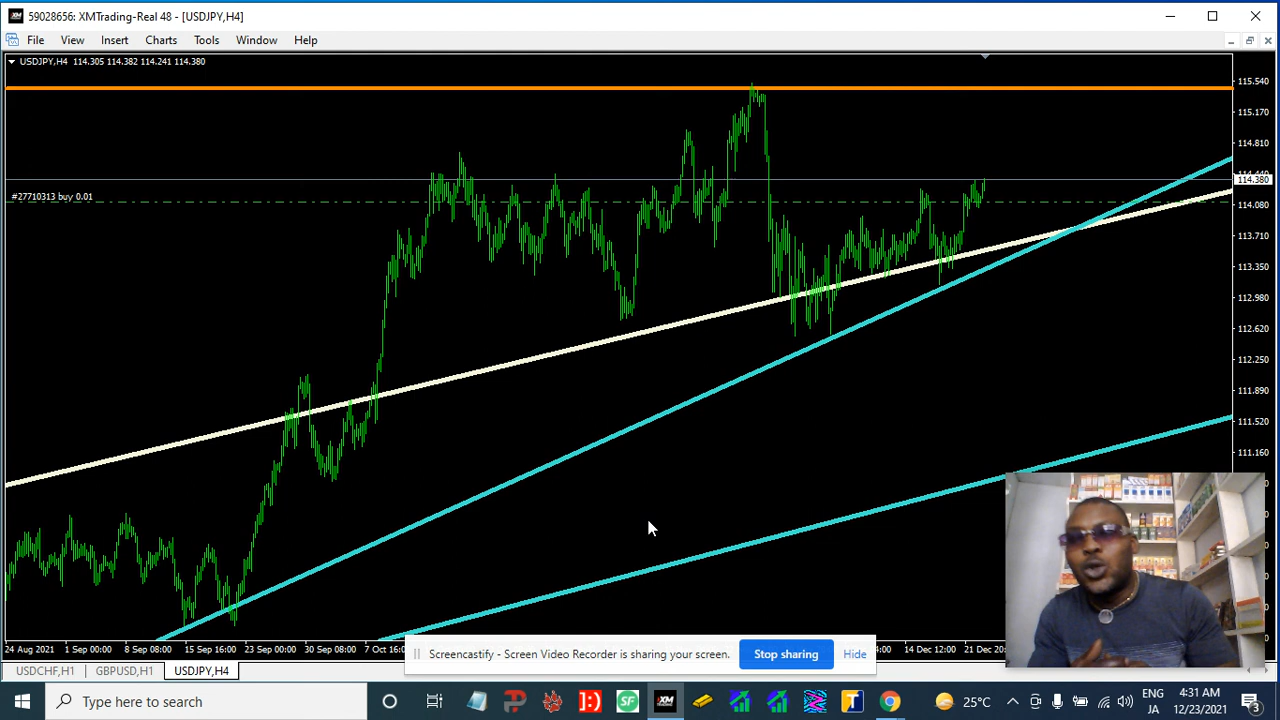 59028656: XMTrading-Real 48 - [USDJPY,H4]
File View Insert Charts Tools Window Help
USDJPY,H4 114.305 114.382 114.241 114.380
115.540
115.170
114.810
114.440
114.380
#27710313 buy 0.01
114.080
113.710
113.350
112.980
112.620
112.250
111.890
111.520
111.160
24 Aug 2021 1 Sep 00:00 8 Sep 08:00 15 Sep 16:00 23 Sep 00:00 30 Sep 08:00 7 Oct 16:00 14 Dec 12:00 21 Dec 20:
Screencastify - Screen Video Recorder is sharing your screen. Stop sharing Hide
USDCHF,H1 GBPUSD,H1 USDJPY,H4
Type here to search
25°C
ENG
JA
4:31 AM
12/23/2021
3